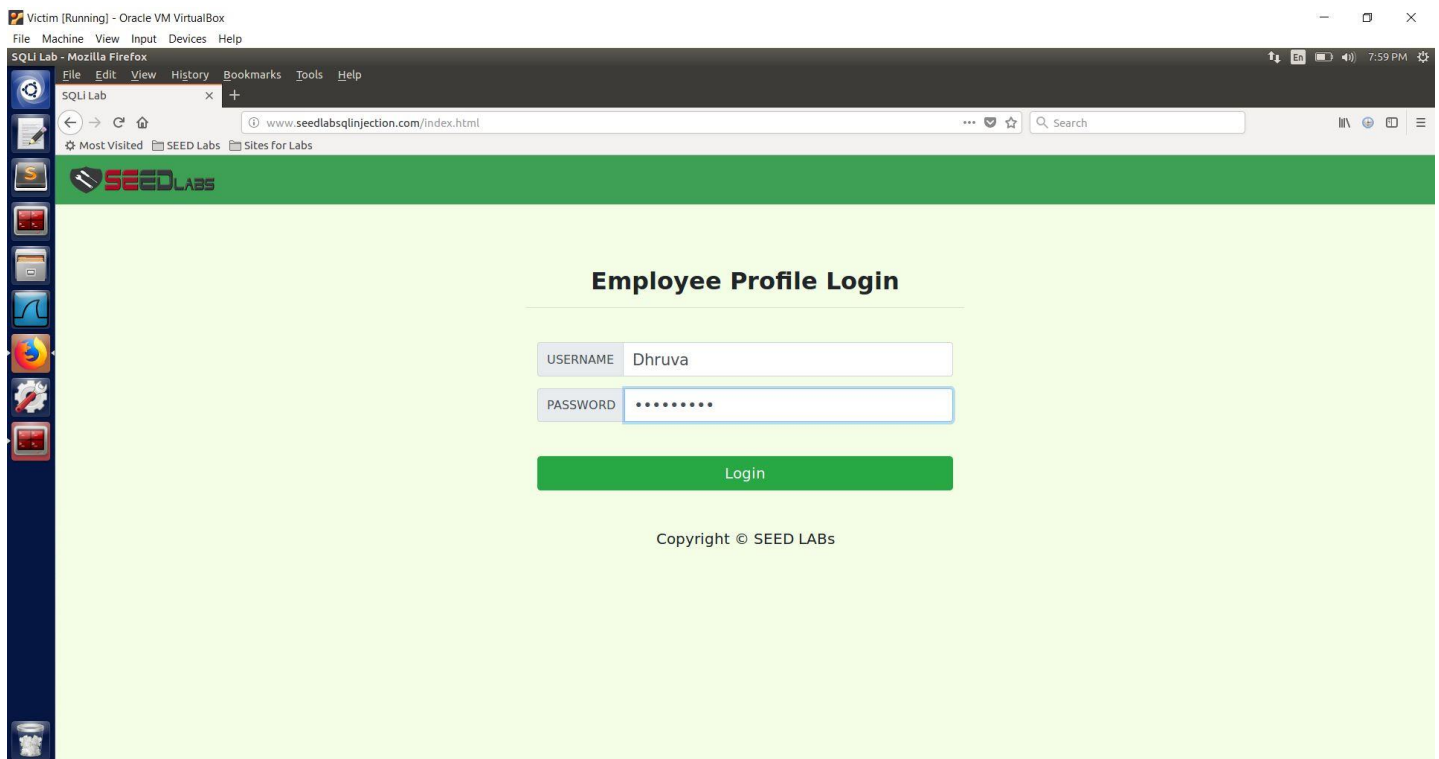 Victim [Running] - Oracle VM VirtualBox
File Machine View Input Devices Help
SQLi Lab - Mozilla Firefox
En 7:59 PM
File Edit View History Bookmarks Tools Help
SQLi Lab × +
www.seedlabsqlinjection.com/index.html
Search
Most Visited SEED Labs Sites for Labs
SEEDLABS
Employee Profile Login
USERNAME Dhruva
PASSWORD •••••••••
Login
Copyright © SEED LABs